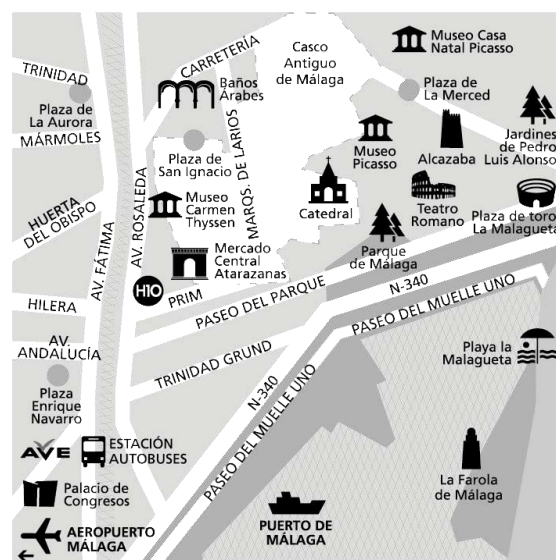 Casco
Antiguo
de Málaga
Museo Casa
Natal Picasso
CARRETERÍA
TRINIDAD
Baños
Árabes
Plaza de
La Merced
Plaza de
La Aurora
MÁRMOLES
Plaza de
San Ignacio
MARQS. DE LARIOS
Museo
Picasso
Alcazaba
Jardines
de Pedro
Luis Alonso
HUERTA
DEL OBISPO
AV. FÁTIMA
AV. ROSALEDA
Museo
Carmen
Thyssen
Catedral
Teatro
Romano
Plaza de toros
La Malagueta
Mercado
Central
Atarazanas
Parque
de Málaga
H10
PRIM
PASEO DEL PARQUE
N-340
PASEO DEL MUELLE UNO
HILERA
AV.
ANDALUCÍA
TRINIDAD GRUND
Playa la
Malagueta
Plaza
Enrique
Navarro
N-340
PASEO DEL MUELLE UNO
AVE
ESTACIÓN
AUTOBUSES
Palacio de
Congresos
La Farola
de Málaga
AEROPUERTO
MÁLAGA
PUERTO DE
MÁLAGA